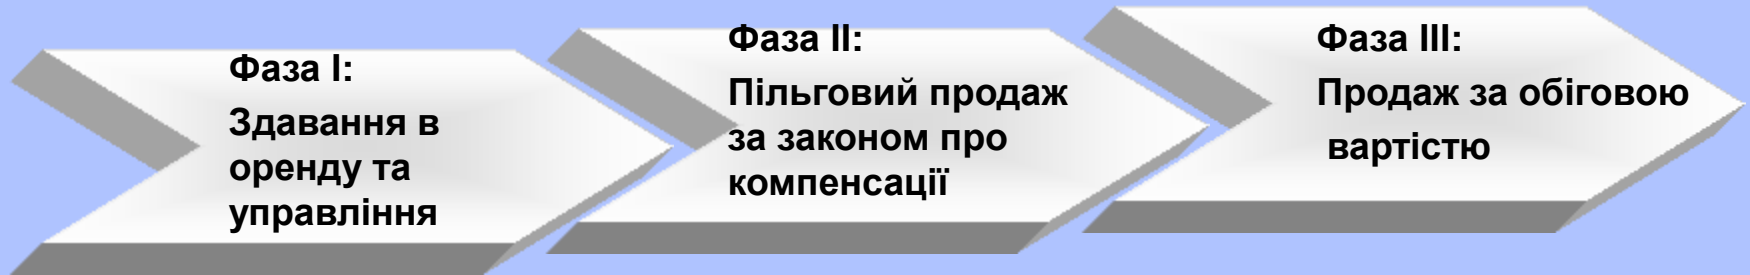 Фаза I:
Здавання в
оренду та
управління
Фаза II:
Пільговий продаж
за законом про
компенсації
Фаза III:
Продаж за обіговою
вартістю